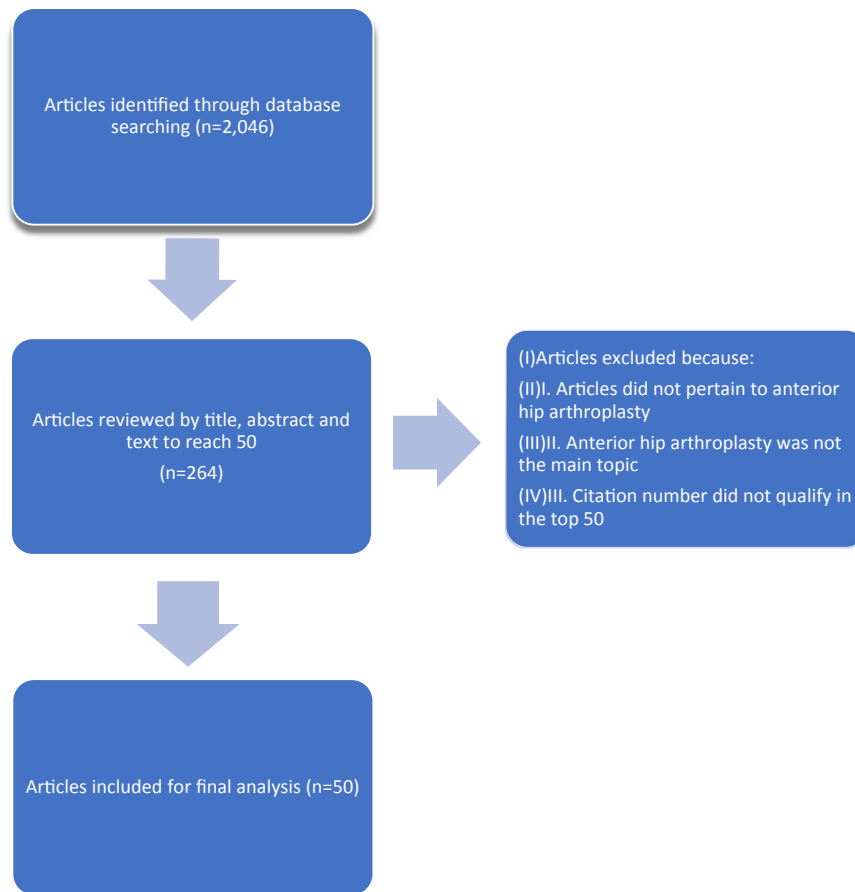 Articles identified through database
searching (n=2,046)
Articles reviewed by title, abstract and
text to reach 50
(n=264)
(I)Articles excluded because:
(II)I. Articles did not pertain to anterior
hip arthroplasty
(III)II. Anterior hip arthroplasty was not
the main topic
(IV)III. Citation number did not qualify in
the top 50
Articles included for final analysis (n=50)